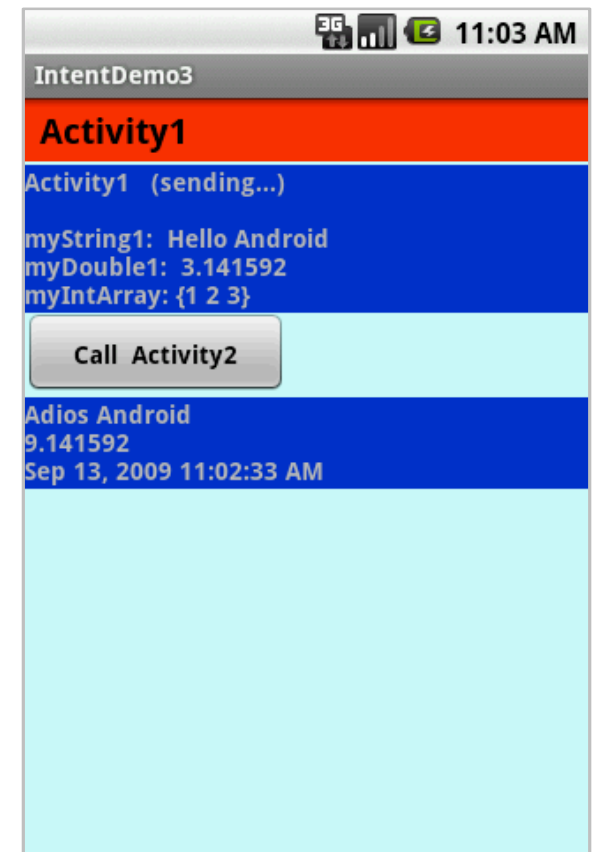 3G 11:03 AM
IntentDemo3
Activity1
Activity1 (sending...)
myString1: Hello Android
myDouble1: 3.141592
myIntArray: {1 2 3}
Call Activity2
Adios Android
9.141592
Sep 13, 2009 11:02:33 AM